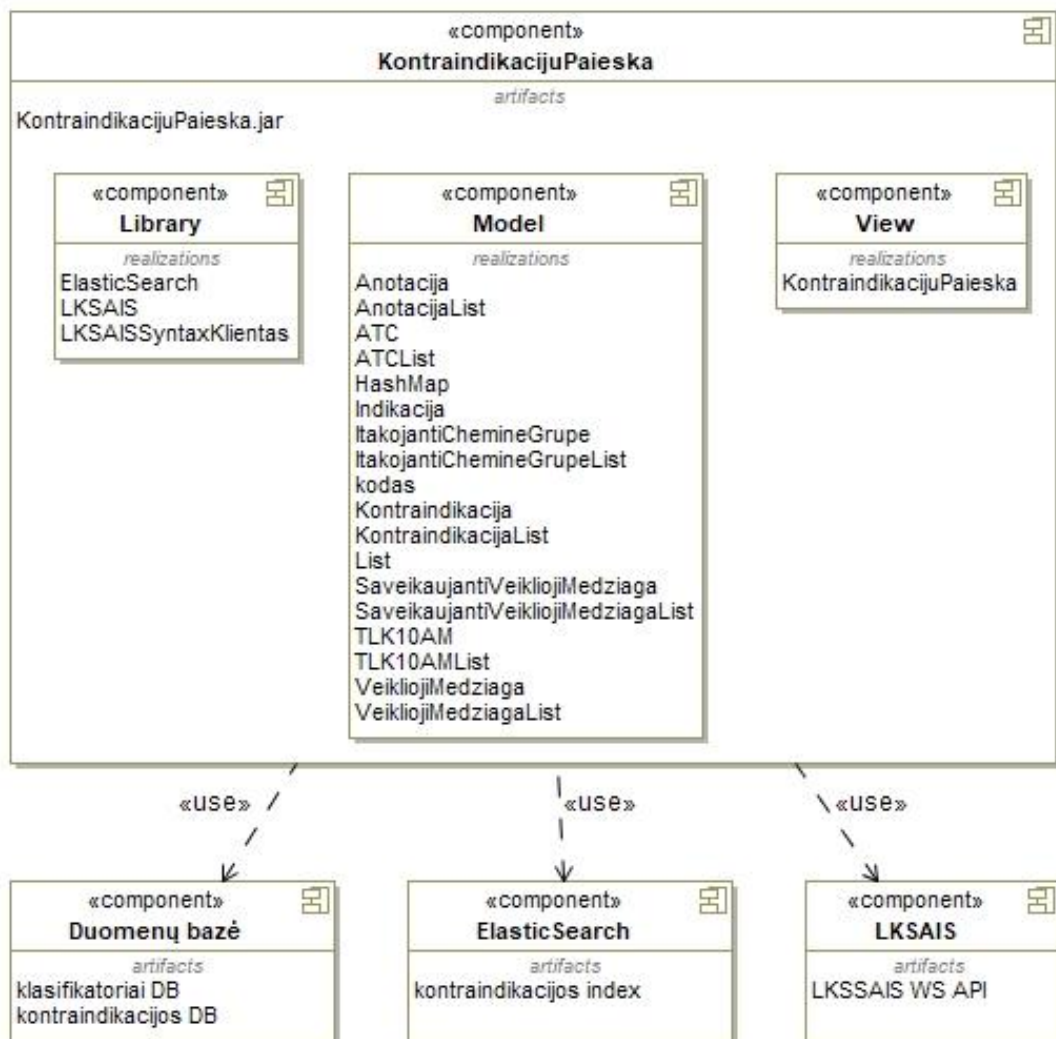 «component»
KontraindikacijuPaieska
artifacts
KontraindikacijuPaieska.jar
«component»
Library
realizations
ElasticSearch
LKSAIS
LKSAISSyntaxKlientas
«component»
Model
realizations
Anotacija
AnotacijaList
ATC
ATCList
HashMap
Indikacija
ItakojantiChemineGrupe
ItakojantiChemineGrupeList
kodas
Kontraindikacija
KontraindikacijaList
List
SaveikaujantiVeikliojiMedziaga
SaveikaujantiVeikliojiMedziagaList
TLK10AM
TLK10AMList
VeikliojiMedziaga
VeikliojiMedziagaList
«component»
View
realizations
KontraindikacijuPaieska
«use»
«use»
«use»
«component»
Duomenų bazė
artifacts
klasifikatoriai DB
kontraindikacijos DB
«component»
ElasticSearch
artifacts
kontraindikacijos index
«component»
LKSAIS
artifacts
LKSSAIS WS API